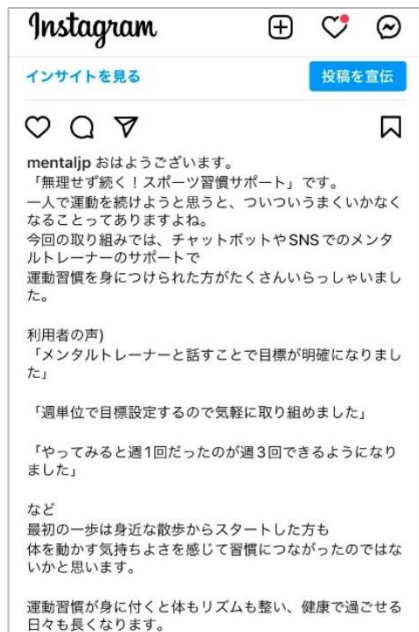 Instagram
インサイトを見る
投稿を宣伝
mentaljp おはようございます。
「無理せず続く！スポーツ習慣サポート」です。
一人で運動を続けようと思うと、ついついうまくいかなく
なることってありますよね。
今回の取り組みでは、チャットボットやSNSでのメンタ
ルトレーナーのサポートで
運動習慣を身につけられた方がたくさんいらっしゃいまし
た。
利用者の声)
「メンタルトレーナーと話すことで目標が明確になりまし
た」
「週単位で目標設定するので気軽に取り組めました」
「やってみると週1回だったのが週3回できるようになり
ました」
など
最初の一歩は身近な散歩からスタートした方も
体を動かす気持ちよさを感じて習慣につながったのではな
いかと思います。
運動習慣が身に付くと体もリズムも整い、健康で過ごせる
日々も長くなります。